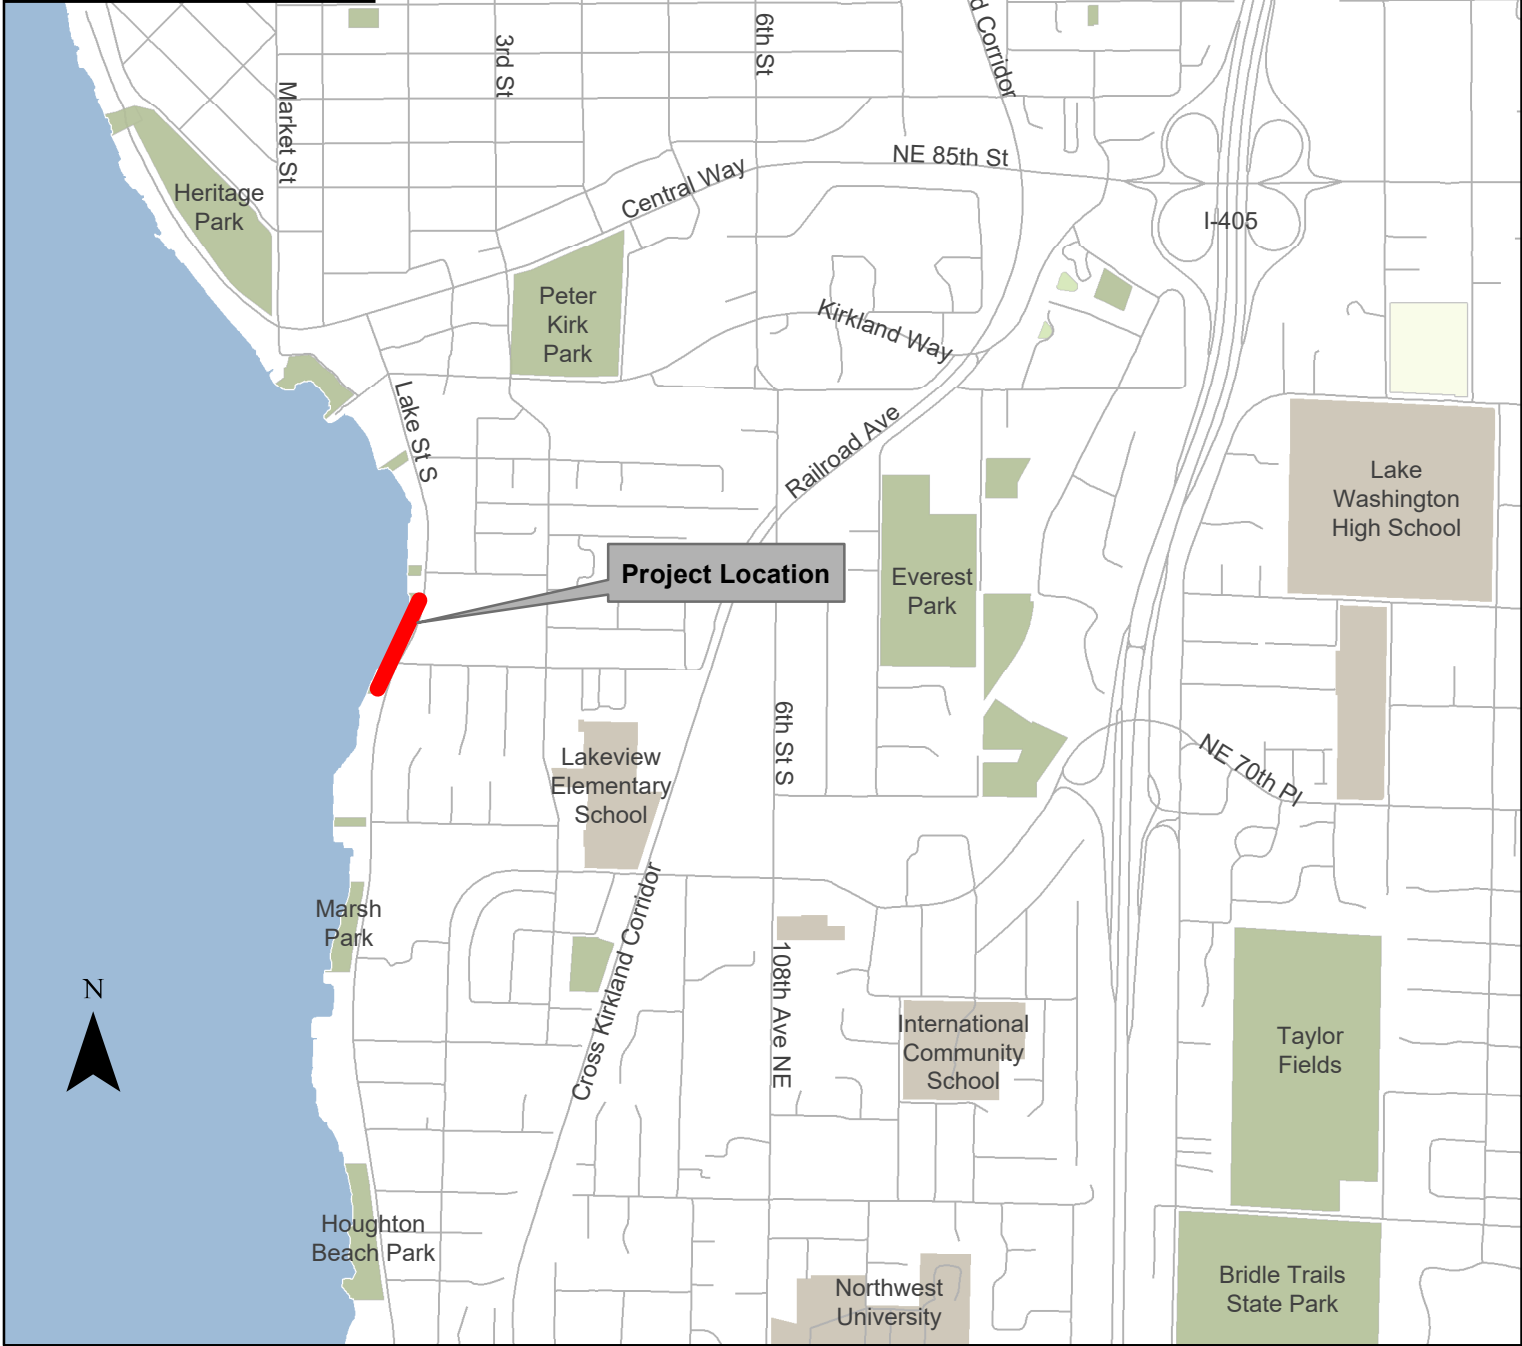 d Corridor
6th St
3rd St
Market St
NE 85th St
Central Way
Heritage
Park
I-405
Peter
Kirk
Park
Kirkland Way
Lake St S
Railroad Ave
Lake
Washington
High School
Project Location
Everest
Park
6th St S
NE 70th Pl
Lakeview
Elementary
School
Marsh
Park
Cross Kirkland Corridor
108th Ave NE
N
International
Community
School
Taylor
Fields
Houghton
Beach Park
Northwest
University
Bridle Trails
State Park